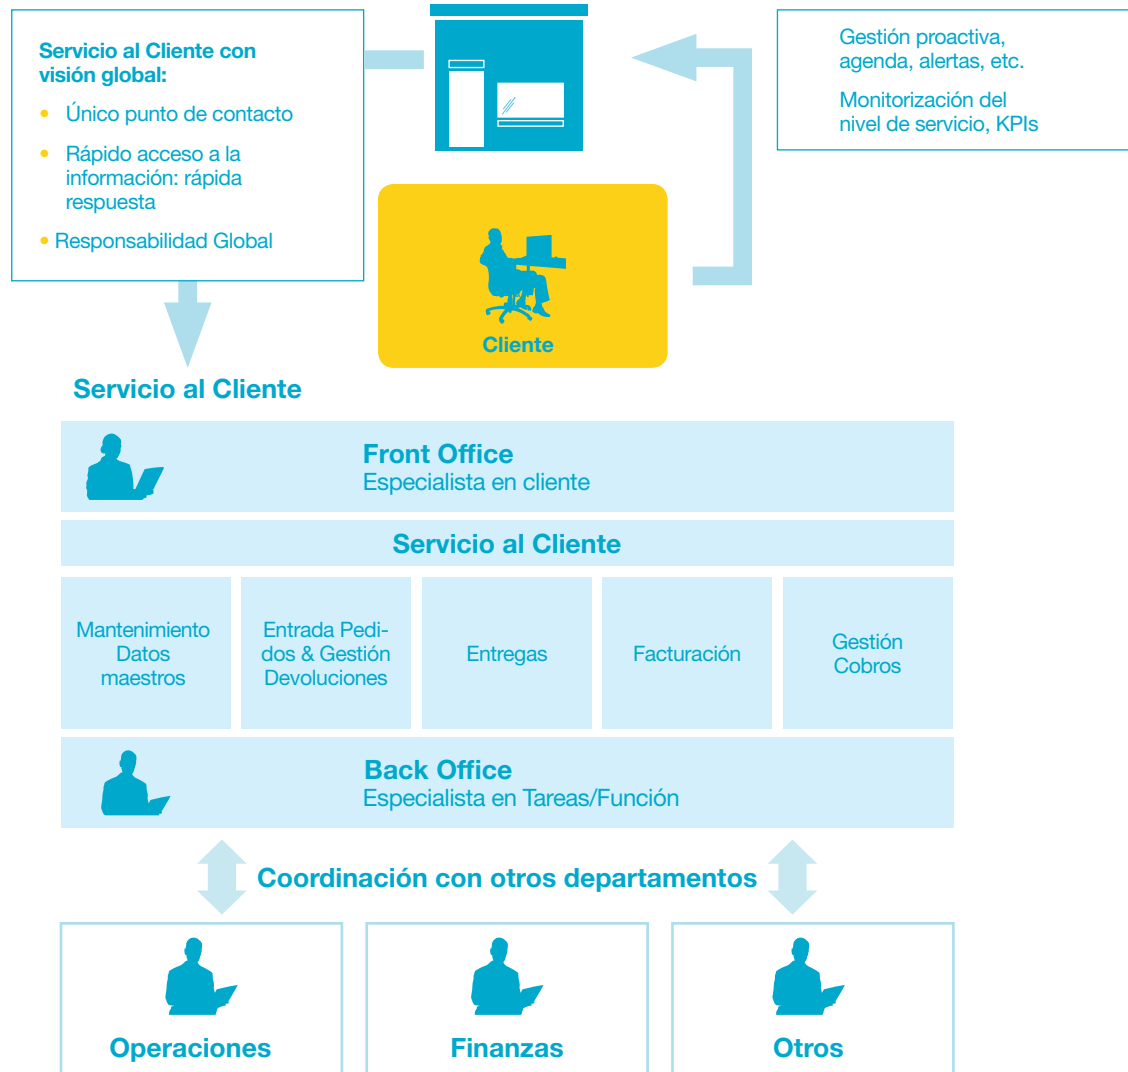 Servicio al Cliente con
visión global:
• Único punto de contacto
• Rápido acceso a la
información: rápida
respuesta
• Responsabilidad Global
Gestión proactiva,
agenda, alertas, etc.
Monitorización del
nivel de servicio, KPIs
Cliente
Servicio al Cliente
Front Office
Especialista en cliente
Servicio al Cliente
Mantenimiento
Datos
maestros
Entrada Pedi-
dos & Gestión
Devoluciones
Entregas
Facturación
Gestión
Cobros
Back Office
Especialista en Tareas/Función
Coordinación con otros departamentos
Operaciones
Finanzas
Otros